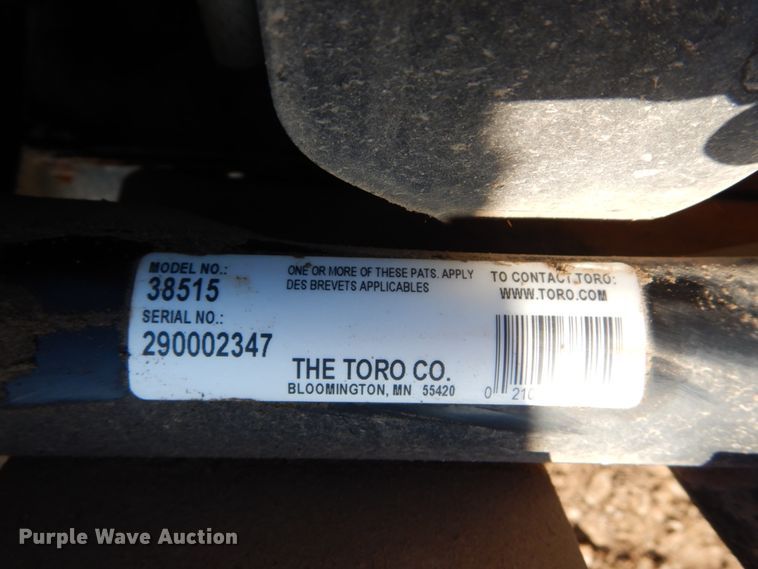 MODEL NO.:
38515
SERIAL NO.:
290002347
ONE OR MORE OF THESE PATS. APPLY
DES BREVETS APPLICABLES
THE TORO CO.
BLOOMINGTON, MN 55420
TO CONTACT TORO:
WWW.TORO.COM
0
Purple Wave Auction